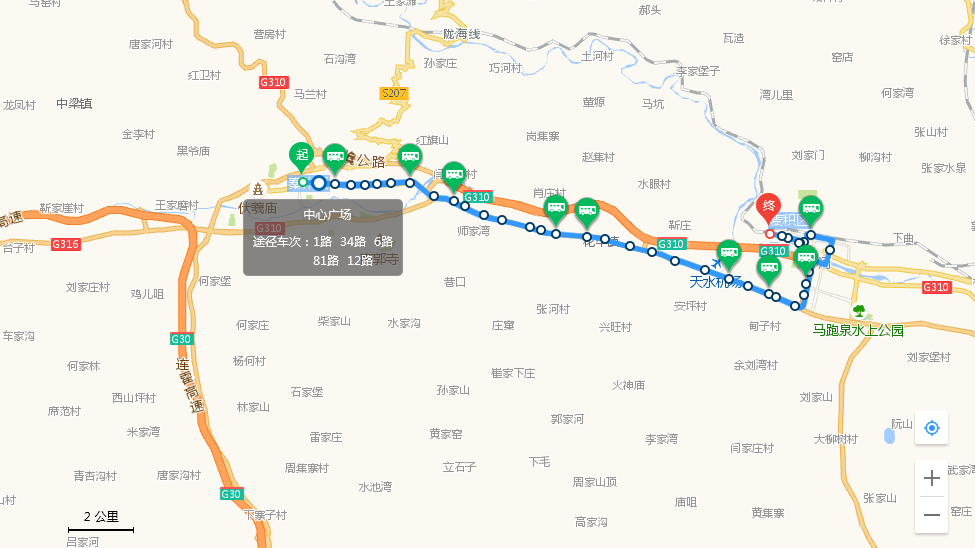 马窑村
王家滩
郝头
营房村
陇海线
瓦渣
徐家村
唐家河村
石沟湾
孙家庄
巧河村
土河村
窑店
红卫村
G310
李家堡子
马兰村
S207
湾儿里
何家湾
龙凤村
中梁镇
董塬
马坑
金李村
红旗山
岗集寨
张山村
黑爷庙
起
公路
赵集村
刘家门
柳沟村
张家水泉
水眼村
肖庄村
G310
伏羲庙
王家磨村
靳家崖村
中心广场
途径车次：1路 34路 6路
81路 12路
终
高速
G316
台子村
师家湾
靳庄
下曲
G310
G310
巷口
天水机场
G310
刘家庄村
鸡儿咀
何家堡
安坪村
张河村
柴家山
水家沟
何家庄
庄窠
兴旺村
甸子村
马跑泉水上公园
车家沟
G30
何家林
杨何村
连霍高速
刘家堡村
余刘湾村
崔家下庄
石家堡
孙家山
火神庙
西山坪村
席范村
林家山
刘家山
郭家河
阮山
米家湾
雷家庄
黄家窑
李家湾
闫家庄村
大柳树村
青杏沟村
唐家沟村
周集寨村
立石子
下毛
武家湾
G30
水池湾
周家山顶
庙咀
张家山
2 公里
下寨子村
高家沟
黄集寨
窑庄
吕家河